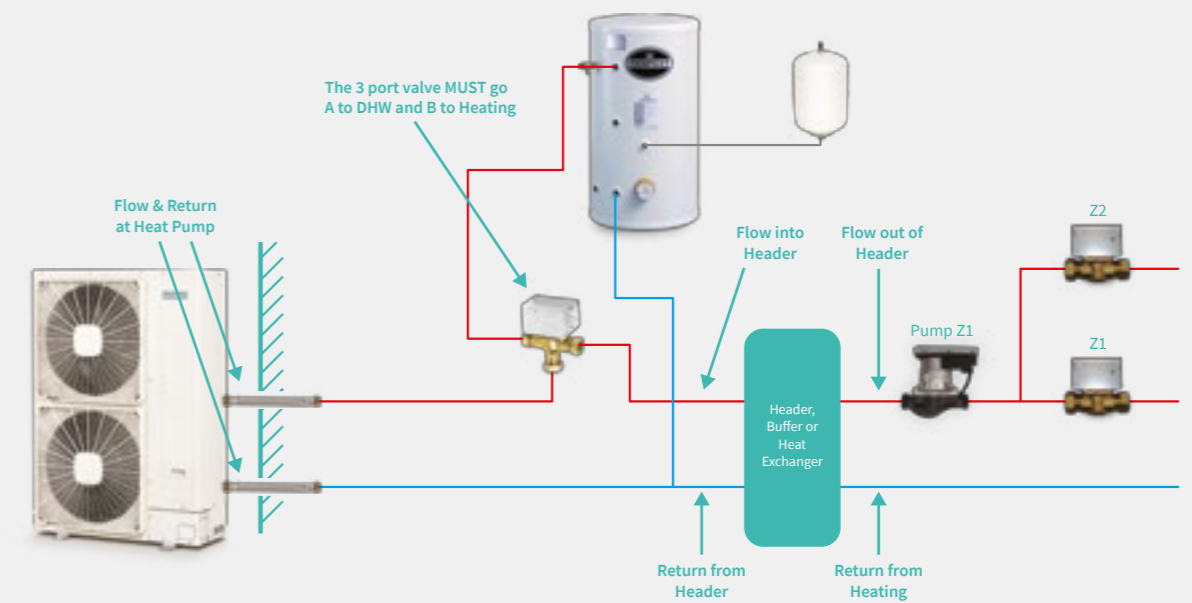 The 3 port valve MUST go
A to DHW and B to Heating
Flow & Return
at Heat Pump
Flow into
Header
Flow out of
Header
Z2
Pump Z1
Z1
Header,
Buffer or
Heat
Exchanger
Return from
Header
Return from
Heating